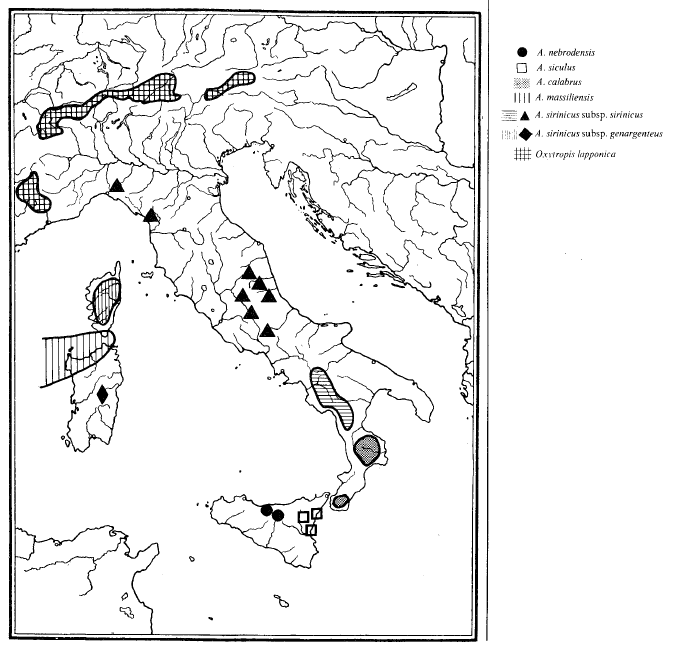 A. nebrodensis
A. siculus
A. calabrus
A. massiliensis
A. sirinicus subsp. sirinicus
A. sirinicus subsp. genargenteus
Oxytropis lapponica